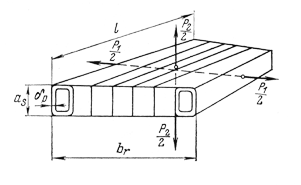 l
P₂/2
P₁/2
a_s
δ_D
P₁/2
P₂/2
b_r